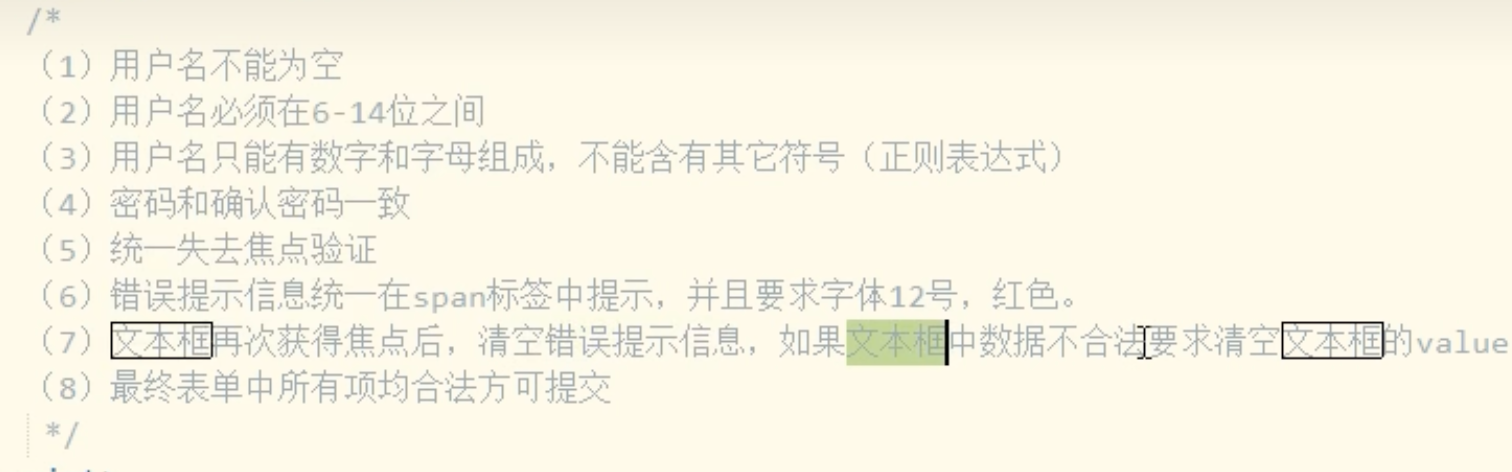 /*
（1）用户名不能为空
（2）用户名必须在6-14位之间
（3）用户名只能有数字和字母组成，不能含有其它符号（正则表达式）
（4）密码和确认密码一致
（5）统一失去焦点验证
（6）错误提示信息统一在span标签中提示，并且要求字体12号，红色。
（7）文本框再次获得焦点后，清空错误提示信息，如果文本框中数据不合法要求清空文本框的value
（8）最终表单中所有项均合法方可提交
*/